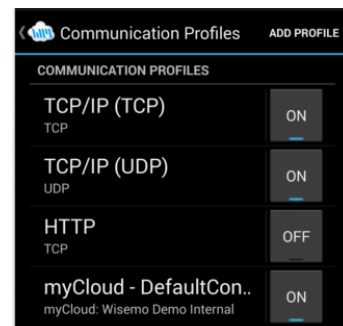 Communication Profiles ADD PROFILE
COMMUNICATION PROFILES
TCP/IP (TCP)
TCP
ON
TCP/IP (UDP)
UDP
ON
HTTP
TCP
OFF
myCloud - DefaultCon..
myCloud: Wisemo Demo Internal
ON